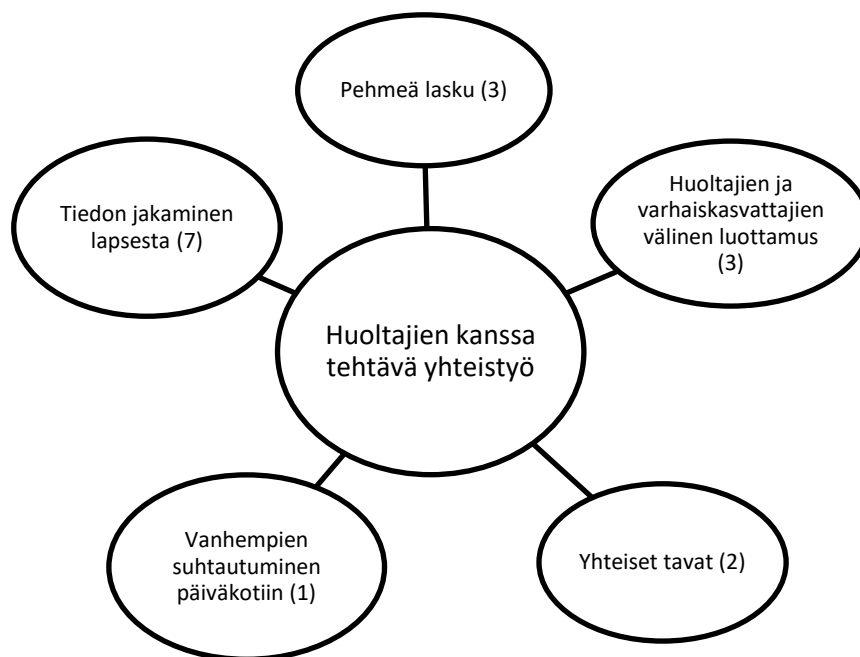 Pehmeä lasku (3)
Tiedon jakaminen
lapsesta (7)
Huoltajien ja
varhaiskasvattajien
välinen luottamus
(3)
Huoltajien kanssa
tehtävä yhteistyö
Vanhempien
suhtautuminen
päiväkotiin (1)
Yhteiset tavat (2)